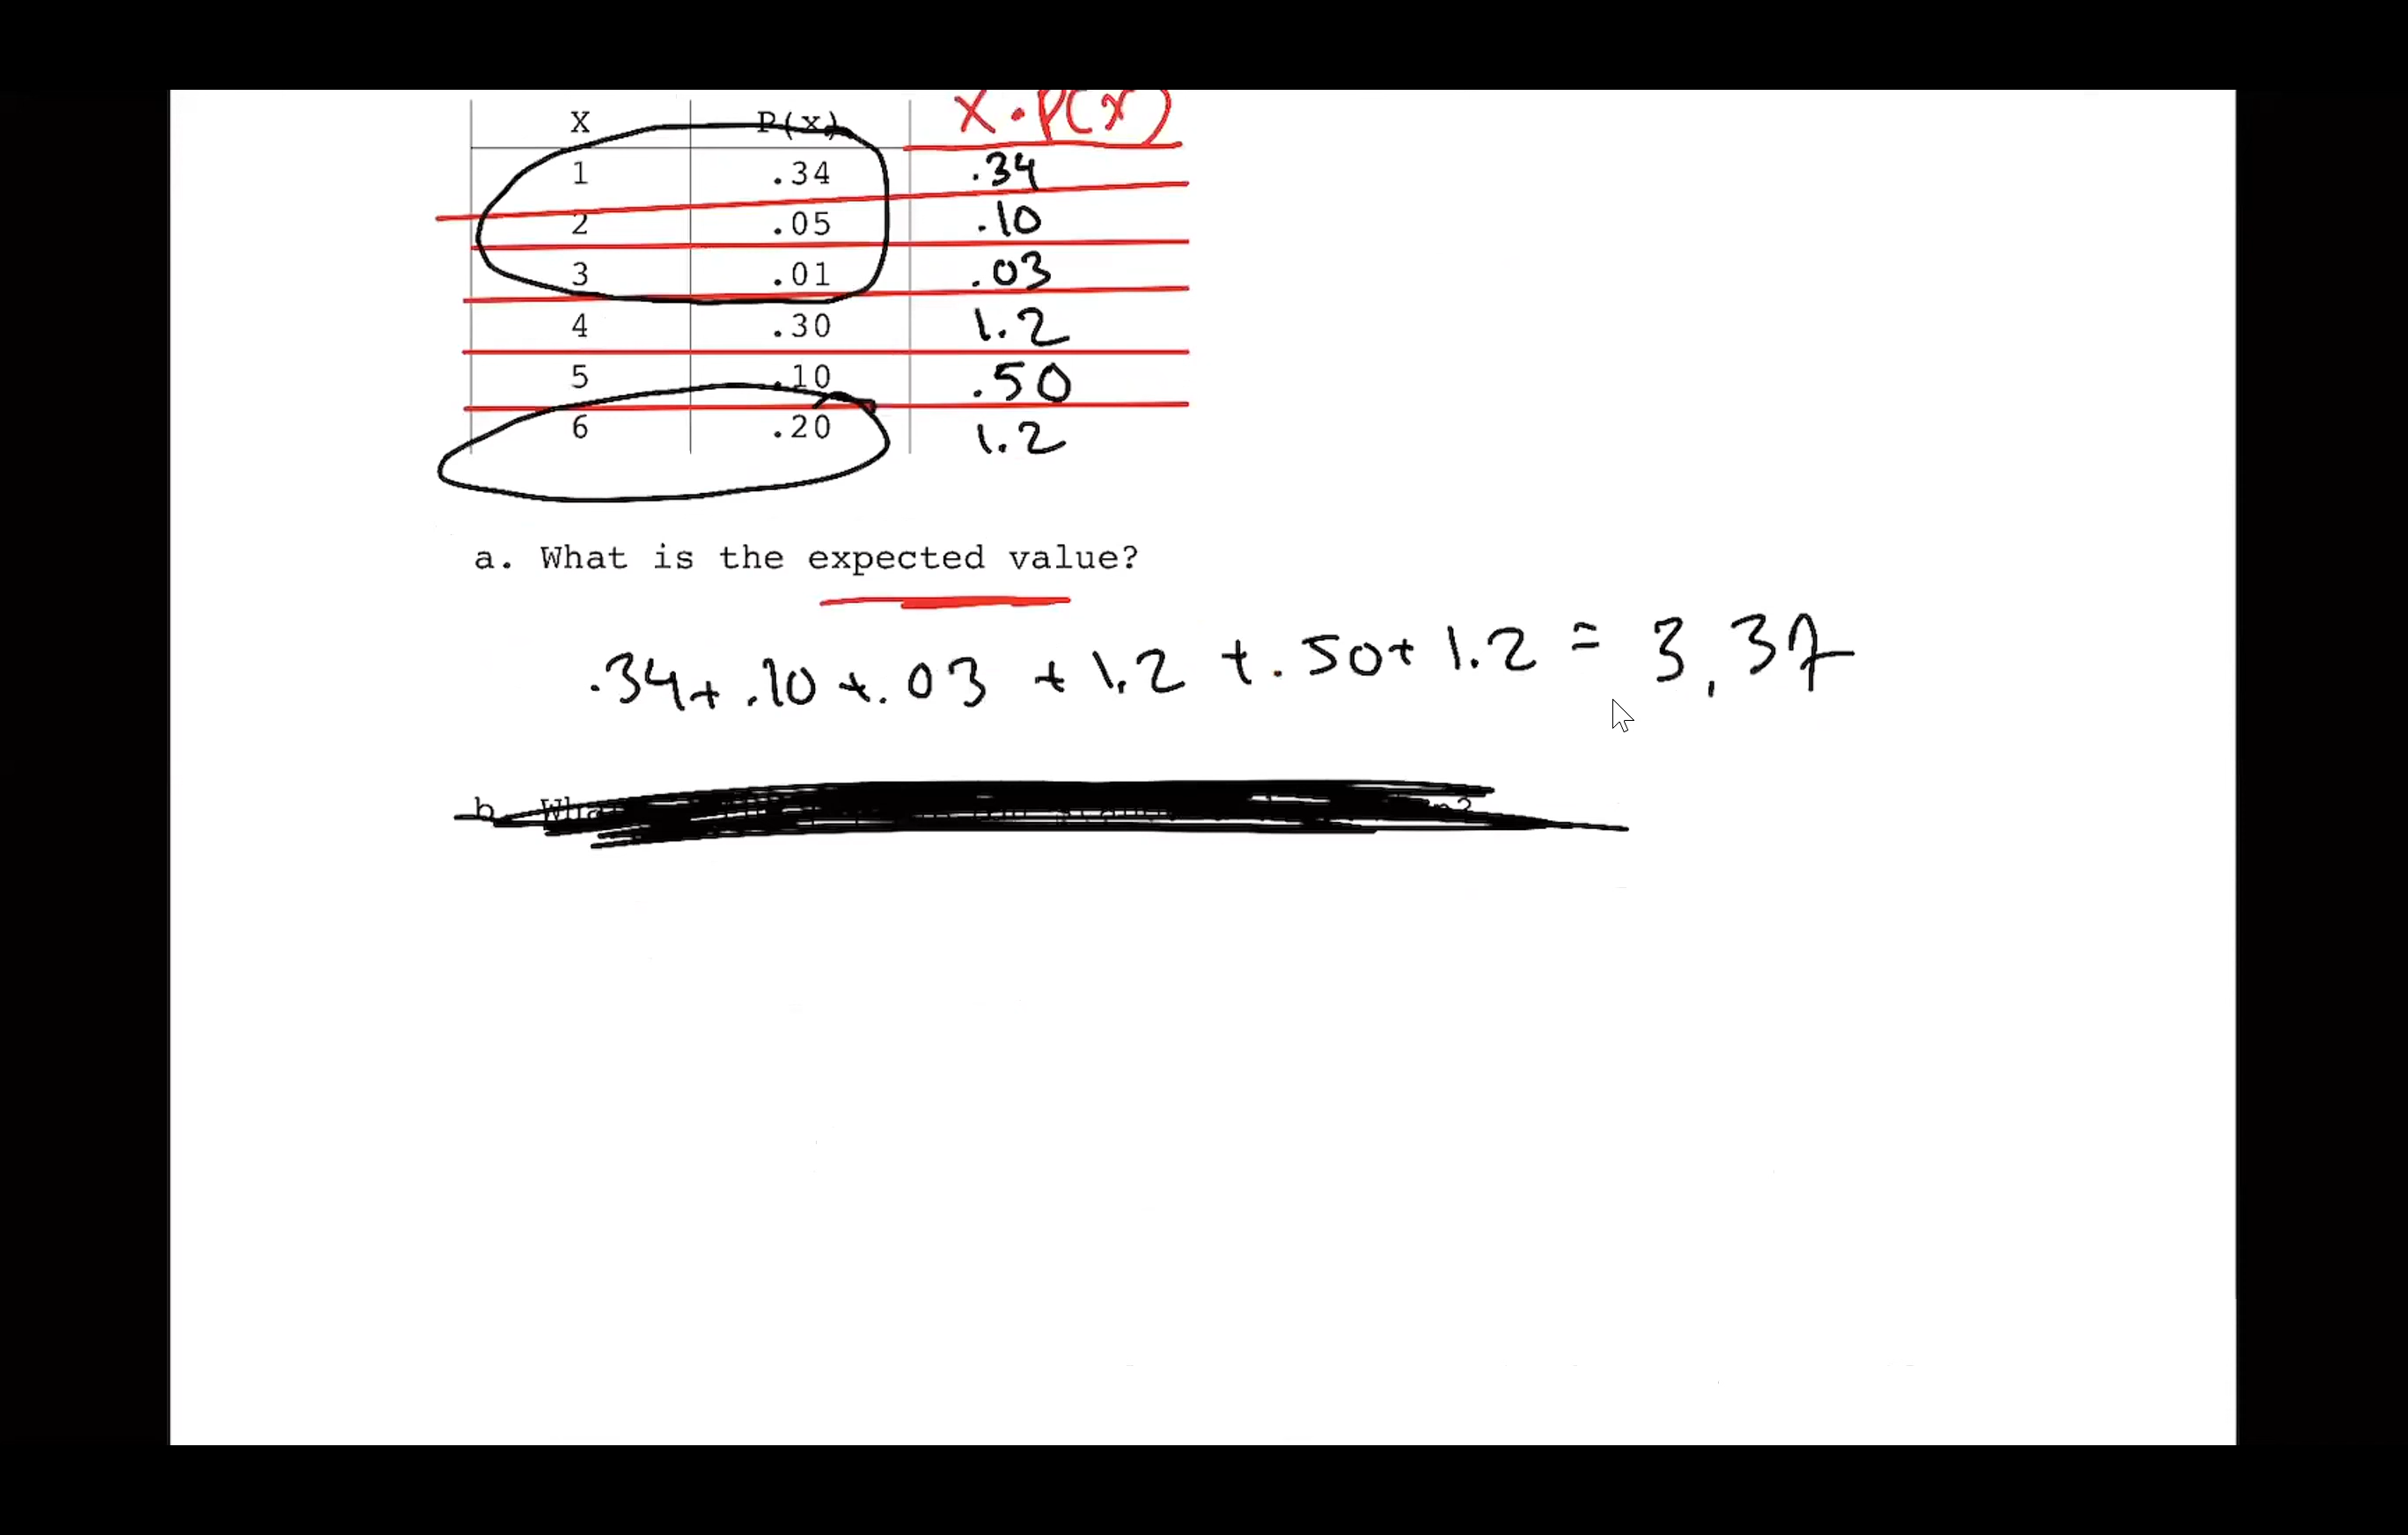 X P(x) X • P(x)
1 .34 .34
2 .05 .10
3 .01 .03
4 .30 1.2
5 .10 .50
6 .20 1.2
a. What is the expected value?
.34 + .10 + .03 + 1.2 + .50 + 1.2 = 3,37
b.